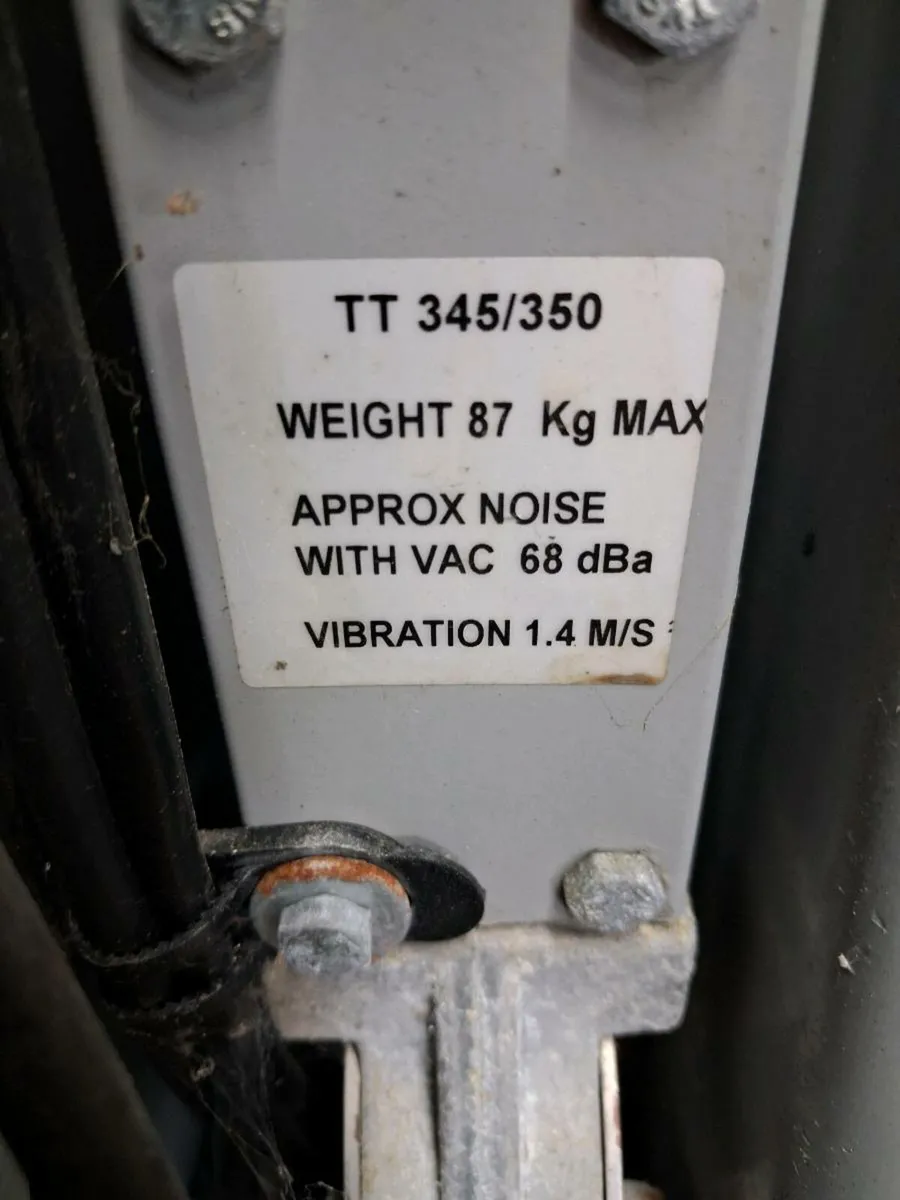 TT 345/350
WEIGHT 87 Kg MAX
APPROX NOISE
WITH VAC 68 dBa
VIBRATION 1.4 M/S